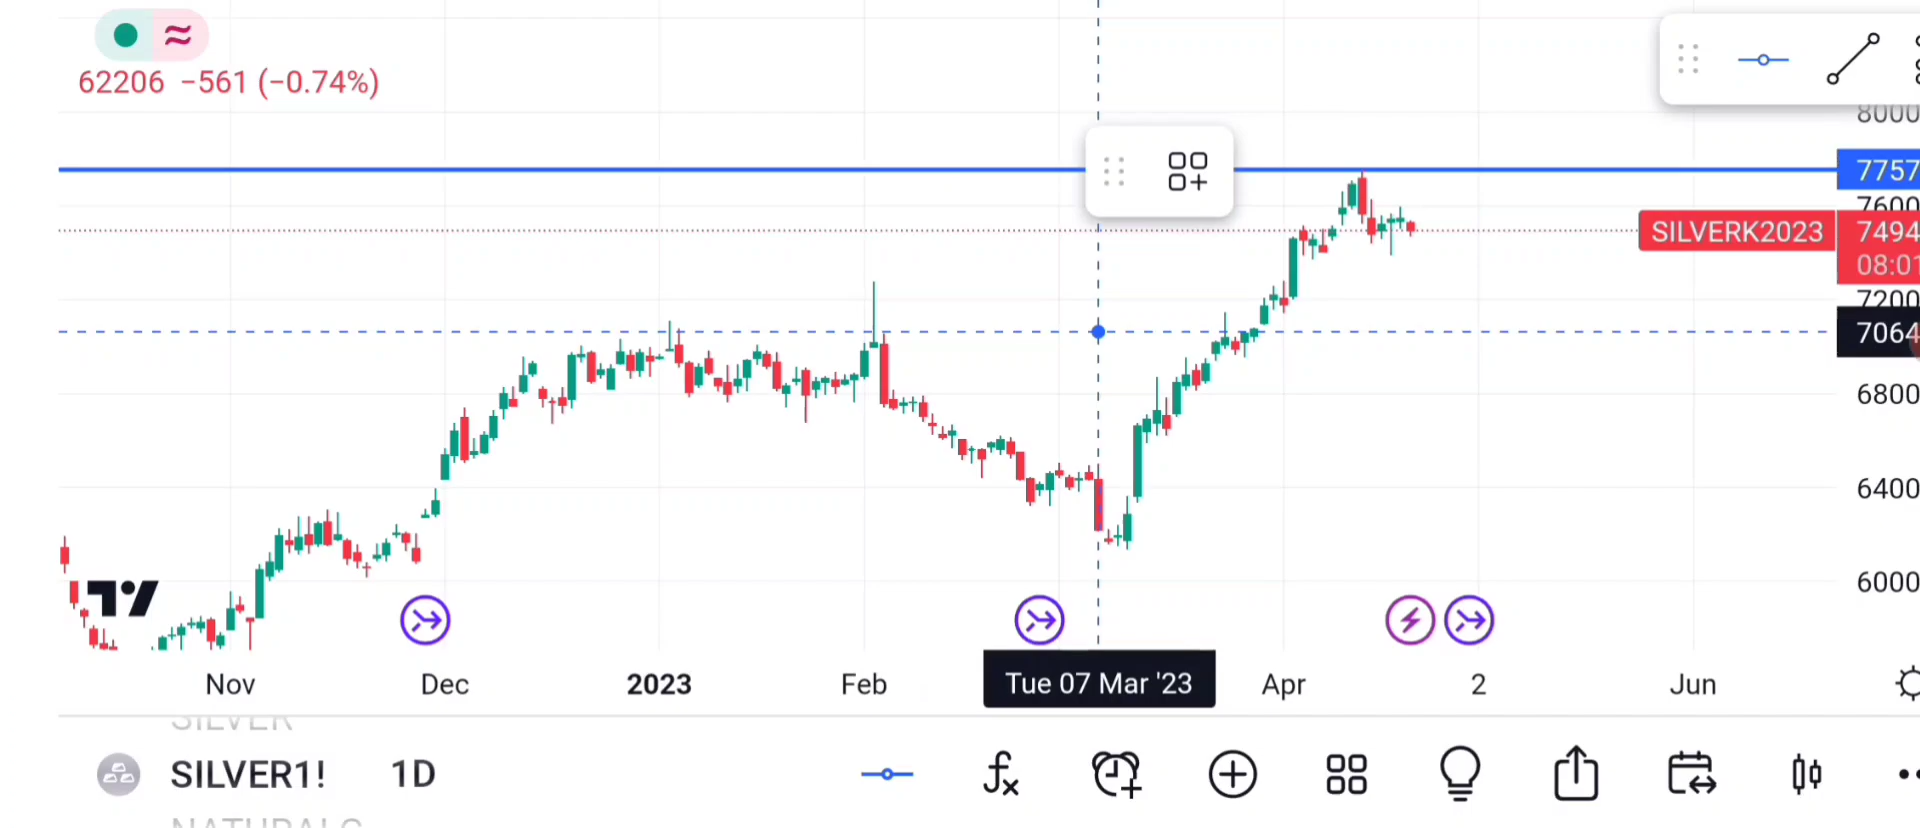 62206 −561 (−0.74%)
8000
7757
7600
SILVERK2023 7494
08:01
7200
7064
6800
6400
6000
Nov Dec 2023 Feb Tue 07 Mar '23 Apr 2 Jun
SILVER
SILVER1! 1D